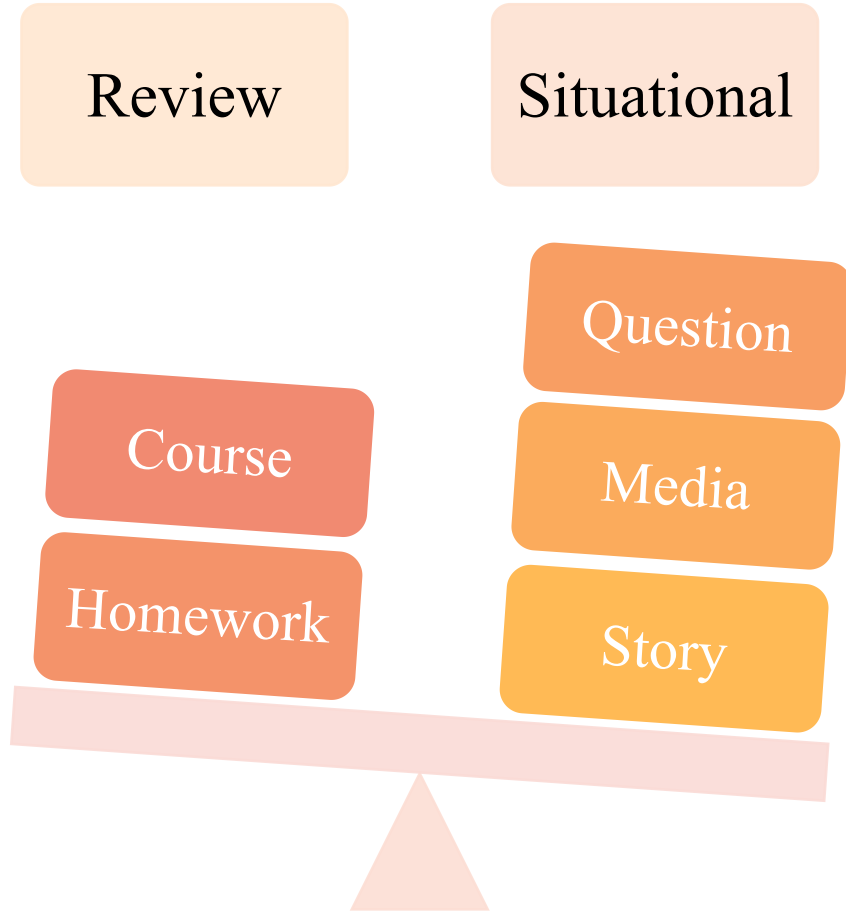 Review
Situational
Question
Course
Media
Homework
Story